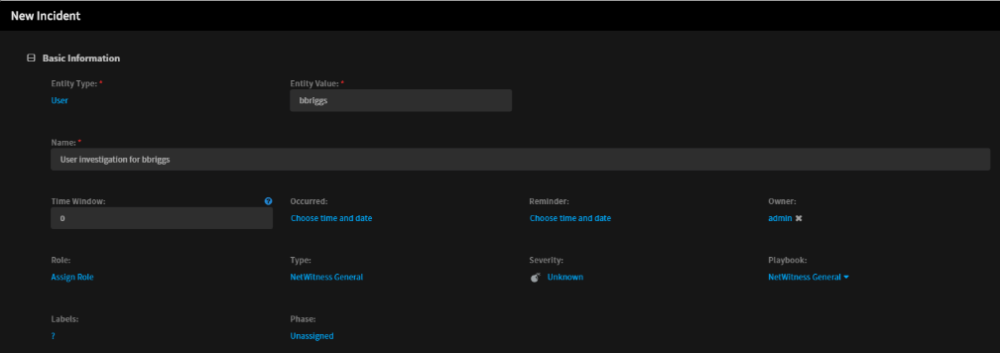 New Incident
Basic Information
Entity Type: * Entity Value: *
User bbriggs
Name: *
User investigation for bbriggs
Time Window: ? Occurred: Reminder: Owner:
0 Choose time and date Choose time and date admin ✖
Role: Type: Severity: Playbook:
Assign Role NetWitness General Unknown NetWitness General
Labels: Phase:
? Unassigned